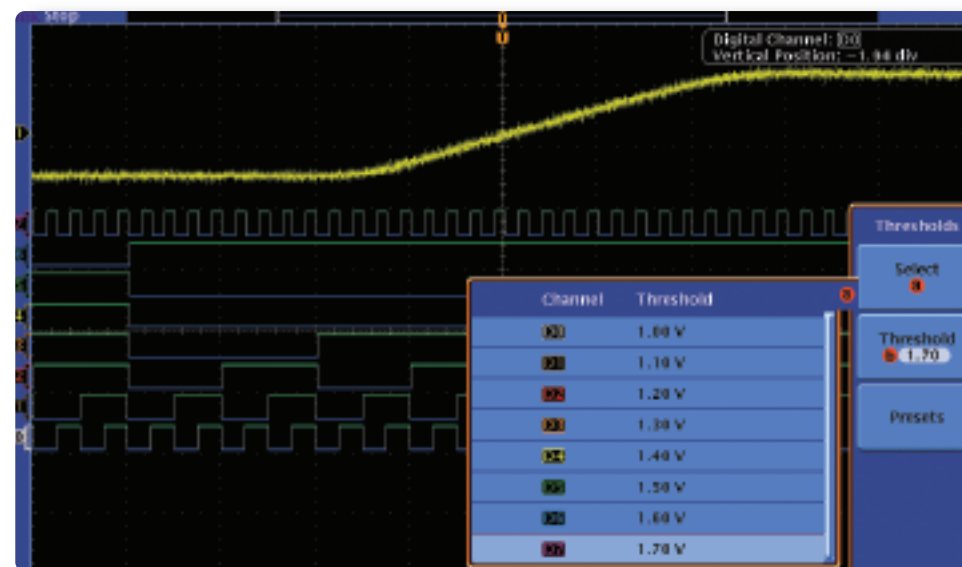 Stop
Digital Channel: D0
Vertical Position: −1.94 div
Thresholds
Select
a
Threshold
b 1.70
Presets
Channel Threshold
D0 1.00 V
D1 1.10 V
D2 1.20 V
D3 1.30 V
D4 1.40 V
D5 1.50 V
D6 1.60 V
D7 1.70 V